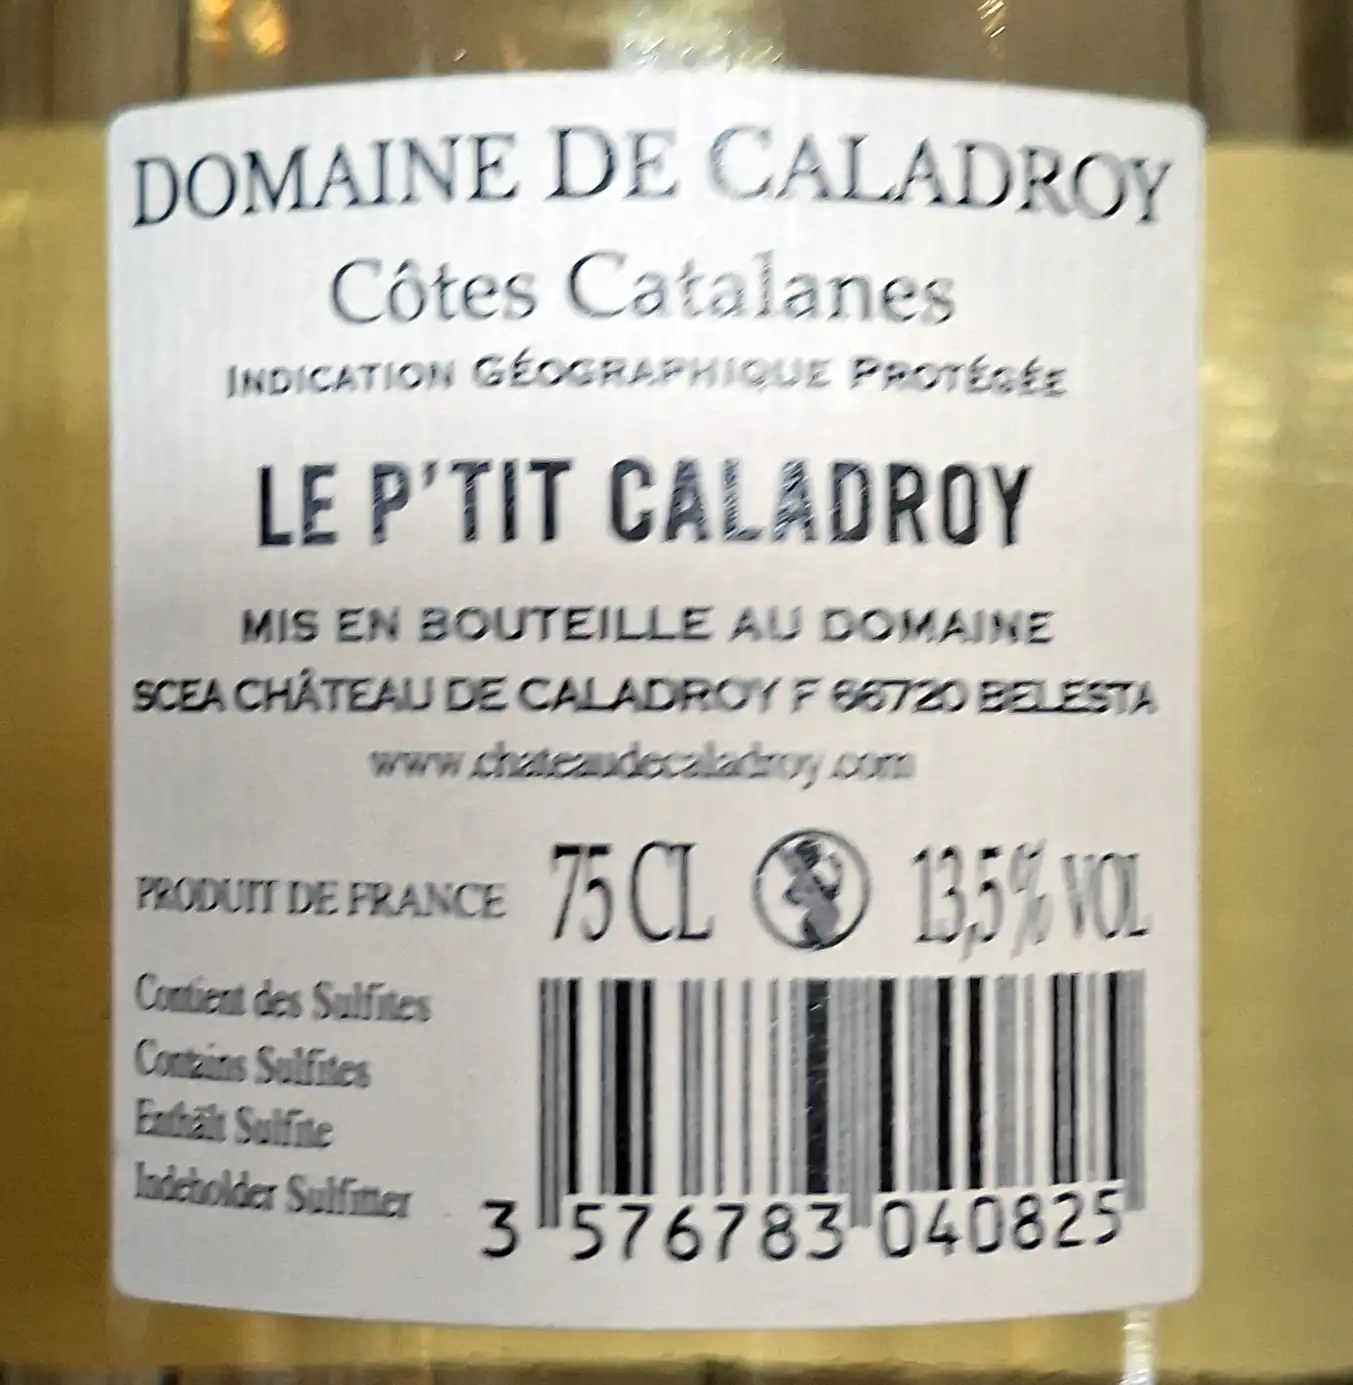 DOMAINE DE CALADROY
Côtes Catalanes
INDICATION GÉOGRAPHIQUE PROTÉGÉE
LE P'TIT CALADROY
MIS EN BOUTEILLE AU DOMAINE
SCEA CHÂTEAU DE CALADROY F 66720 BELESTA
www.chateaudecaladroy.com
PRODUIT DE FRANCE 75 CL 13,5 % VOL
Contient des Sulfites
Contains Sulfites
Enthält Sulfite
Indeholder Sulfitter
3 576783 040825